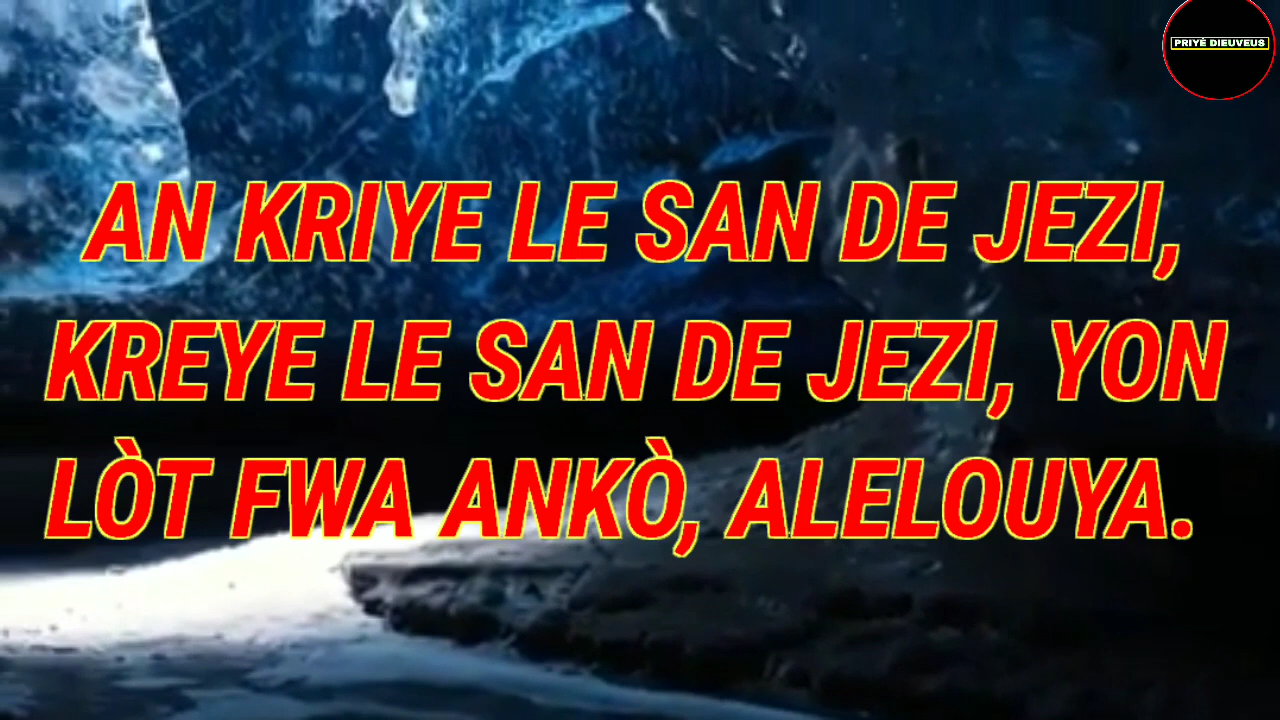 PRIYÈ DIEUVEUS
AN KRIYE LE SAN DE JEZI,
KREYE LE SAN DE JEZI, YON
LÒT FWA ANKÒ, ALELOUYA.